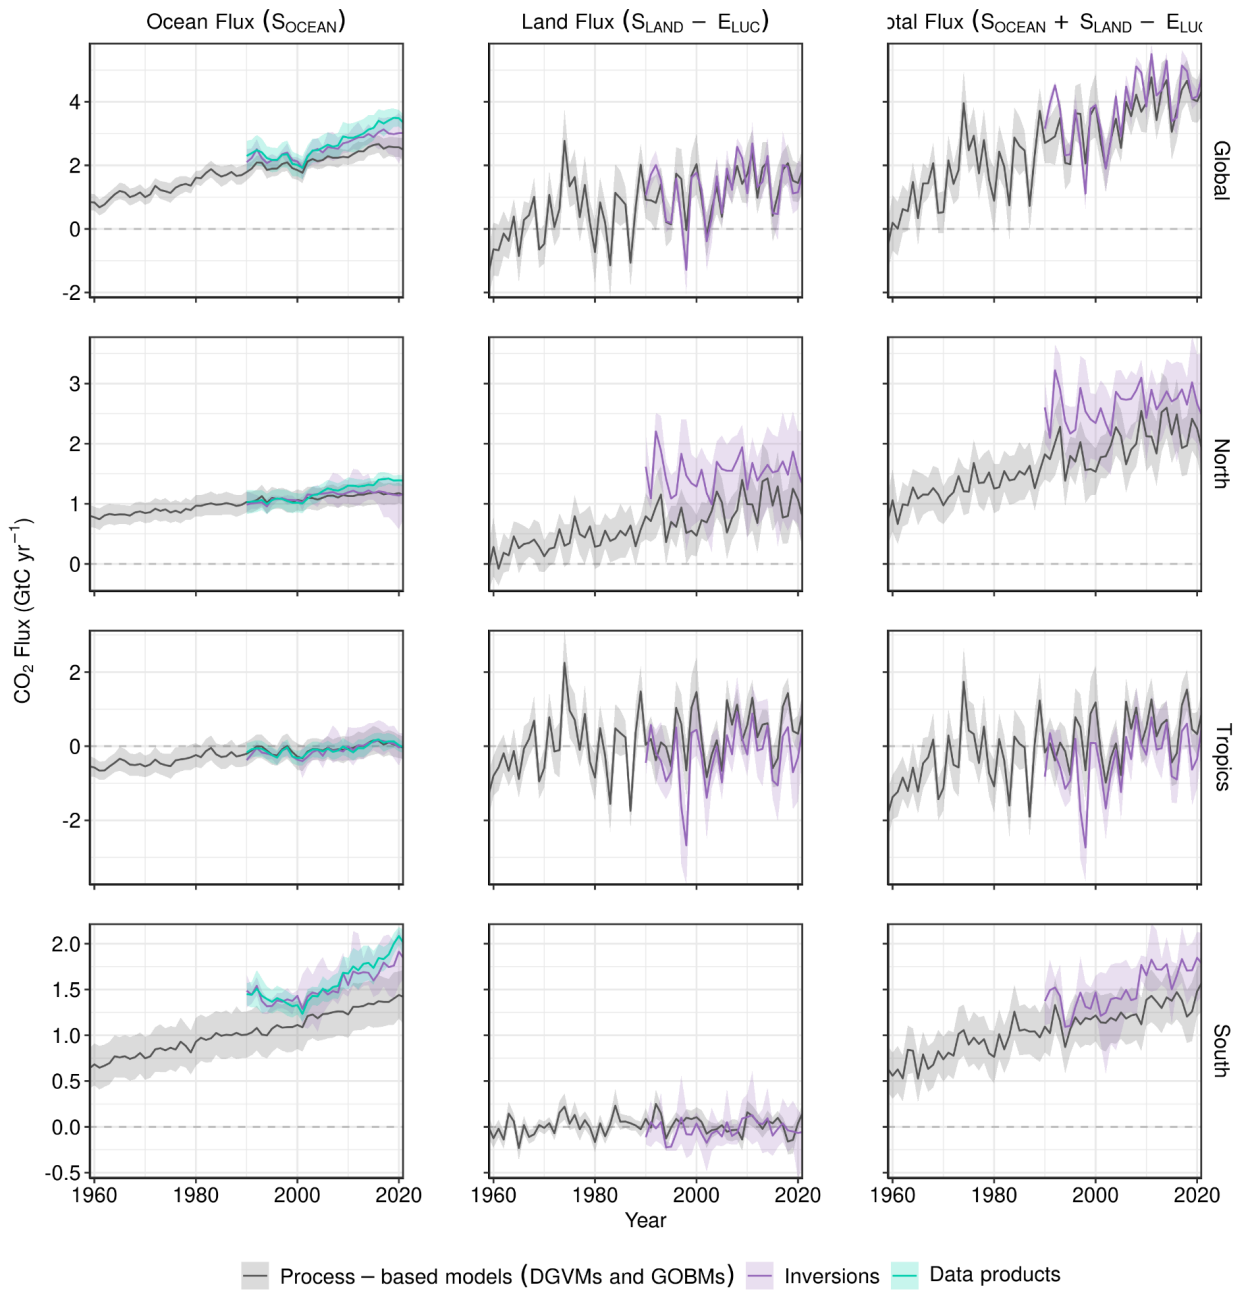 Ocean Flux (SOCEAN)
Land Flux (SLAND − ELUC)
otal Flux (SOCEAN + SLAND − ELUC
CO2 Flux (GtC yr−1)
4
2
0
-2
Global
3
2
1
0
North
2
0
-2
Tropics
2.0
1.5
1.0
0.5
0.0
-0.5
South
1960 1980 2000 2020
1960 1980 2000 2020
1960 1980 2000 2020
Year
Process − based models (DGVMs and GOBMs)
Inversions
Data products